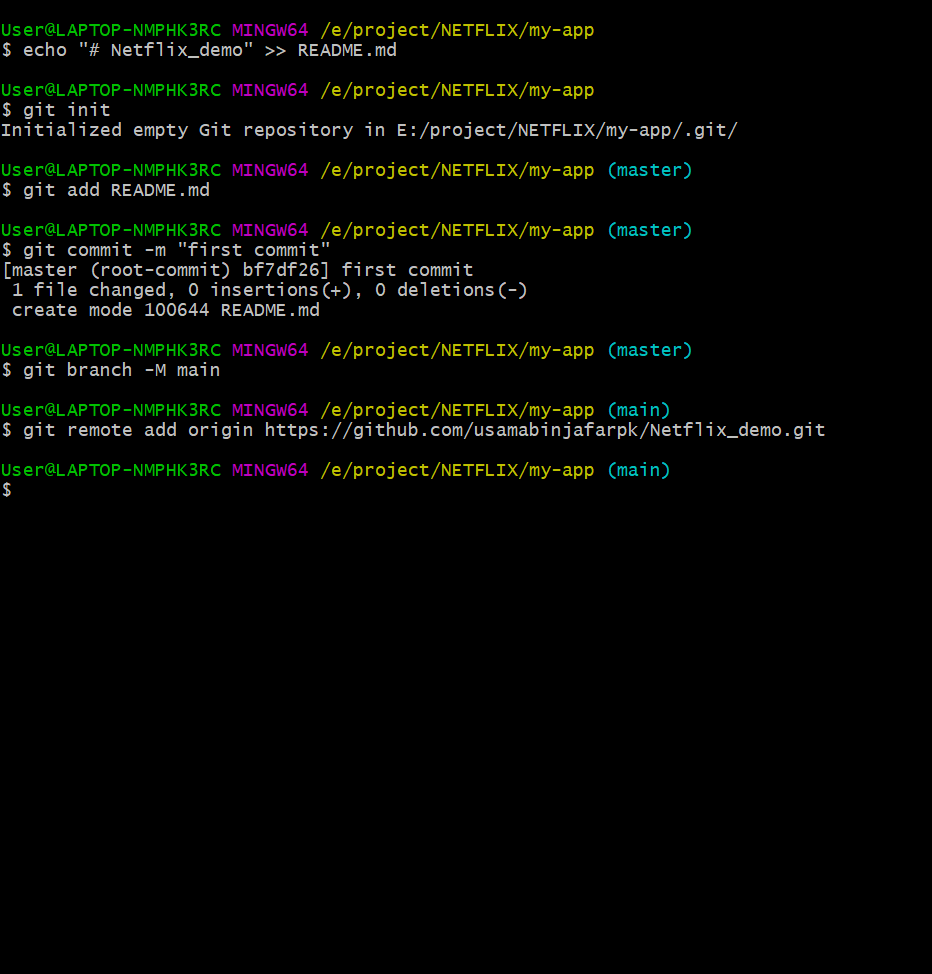 User@LAPTOP-NMPHK3RC MINGW64 /e/project/NETFLIX/my-app
$ echo "# Netflix_demo" >> README.md
User@LAPTOP-NMPHK3RC MINGW64 /e/project/NETFLIX/my-app
$ git init
Initialized empty Git repository in E:/project/NETFLIX/my-app/.git/
User@LAPTOP-NMPHK3RC MINGW64 /e/project/NETFLIX/my-app (master)
$ git add README.md
User@LAPTOP-NMPHK3RC MINGW64 /e/project/NETFLIX/my-app (master)
$ git commit -m "first commit"
[master (root-commit) bf7df26] first commit
 1 file changed, 0 insertions(+), 0 deletions(-)
 create mode 100644 README.md
User@LAPTOP-NMPHK3RC MINGW64 /e/project/NETFLIX/my-app (master)
$ git branch -M main
User@LAPTOP-NMPHK3RC MINGW64 /e/project/NETFLIX/my-app (main)
$ git remote add origin https://github.com/usamabinjafarpk/Netflix_demo.git
User@LAPTOP-NMPHK3RC MINGW64 /e/project/NETFLIX/my-app (main)
$